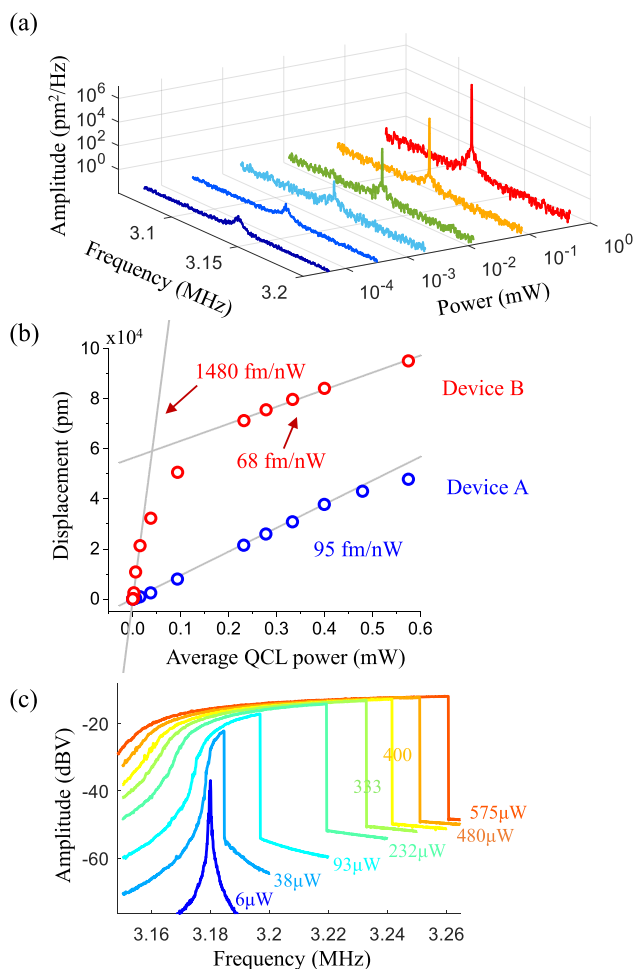 (a)
Amplitude (pm²/Hz)
10⁶
10⁴
10²
10⁰
3.1
3.15
3.2
Frequency (MHz)
10⁻⁴
10⁻³
10⁻²
10⁻¹
10⁰
Power (mW)
(b)
x10⁴
10
8
6
4
2
0
Displacement (pm)
1480 fm/nW
Device B
68 fm/nW
Device A
95 fm/nW
0.0 0.1 0.2 0.3 0.4 0.5 0.6
Average QCL power (mW)
(c)
Amplitude (dBV)
-20
-40
-60
400
333
575µW
480µW
232µW
93µW
38µW
6µW
3.16 3.18 3.2 3.22 3.24 3.26
Frequency (MHz)